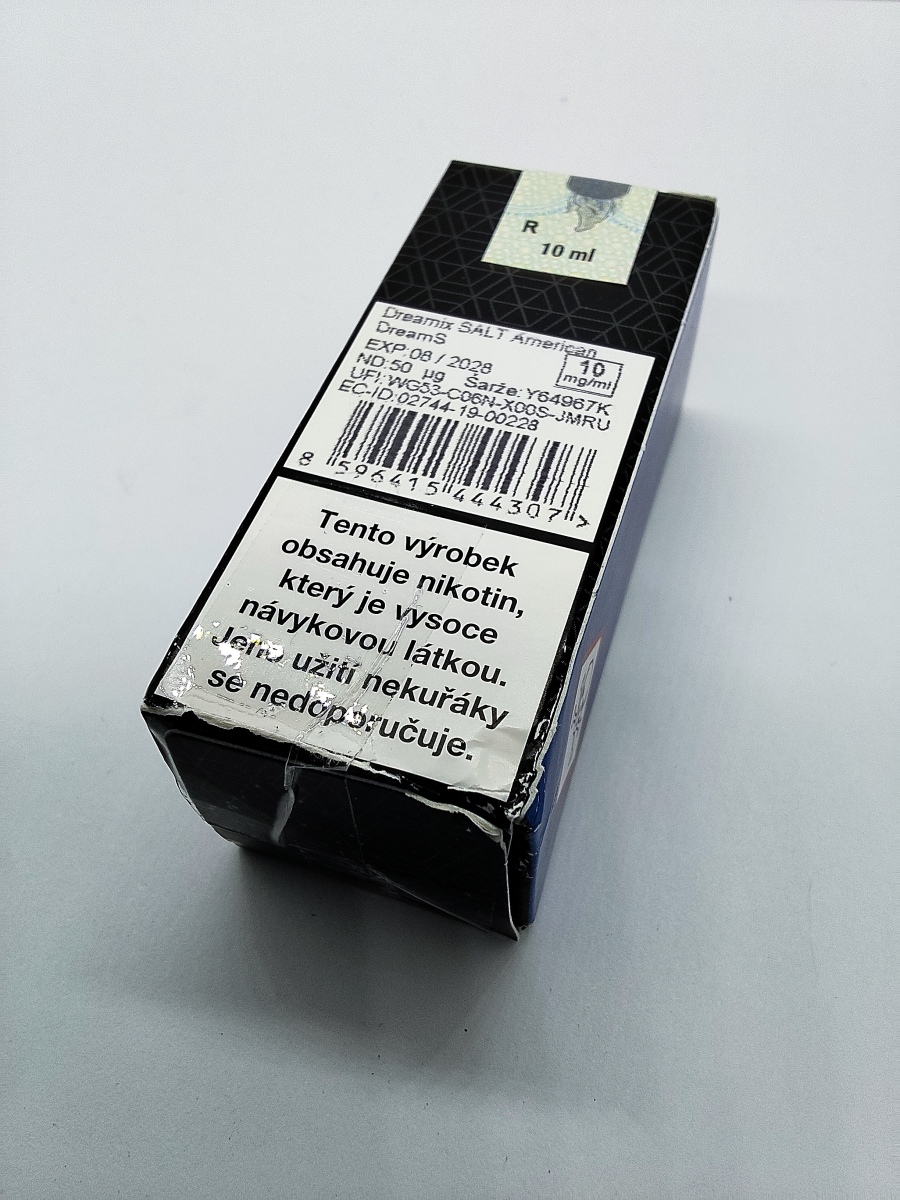 R
10 ml
Dreamix SALT American
DreamS
10
mg/ml
EXP:08 / 2028
ND:50 µg Šarže:Y64967K
UFI:WG53-C06N-X00S-JMRU
EC-ID:02744-19-00228
8 596415 444307 >
Tento výrobek
obsahuje nikotin,
který je vysoce
návykovou látkou.
Jeho užití nekuřáky
se nedoporučuje.